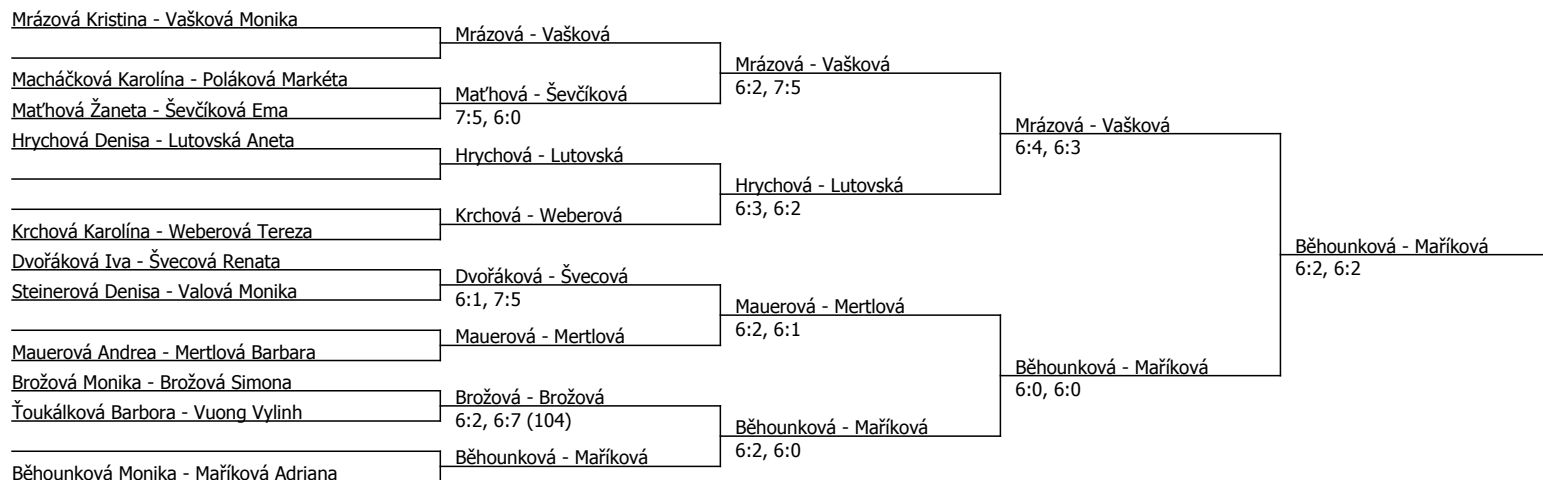 Mrázová Kristina - Vašková Monika
Macháčková Karolína - Poláková Markéta
Maťhová Žaneta - Ševčíková Ema
Hrychová Denisa - Lutovská Aneta
Krchová Karolína - Weberová Tereza
Dvořáková Iva - Švecová Renata
Steinerová Denisa - Valová Monika
Mauerová Andrea - Mertlová Barbara
Brožová Monika - Brožová Simona
Ťoukálková Barbora - Vuong Vylinh
Běhounková Monika - Maříková Adriana
Mrázová - Vašková
Maťhová - Ševčíková
7:5, 6:0
Hrychová - Lutovská
Krchová - Weberová
Dvořáková - Švecová
6:1, 7:5
Mauerová - Mertlová
Brožová - Brožová
6:2, 6:7 (104)
Běhounková - Maříková
Mrázová - Vašková
6:2, 7:5
Hrychová - Lutovská
6:3, 6:2
Mauerová - Mertlová
6:2, 6:1
Běhounková - Maříková
6:2, 6:0
Mrázová - Vašková
6:4, 6:3
Běhounková - Maříková
6:0, 6:0
Běhounková - Maříková
6:2, 6:2